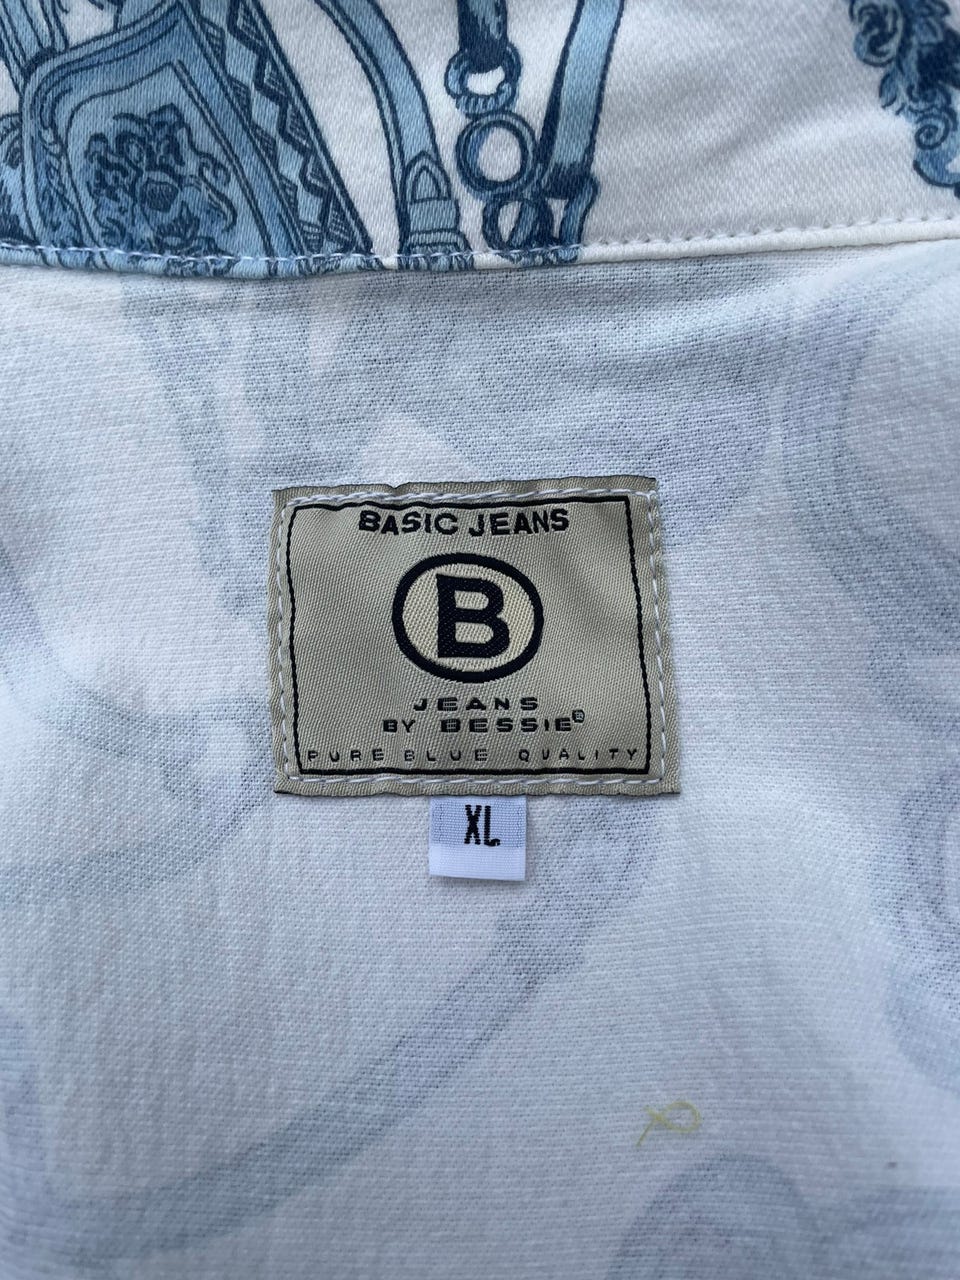 BASIC JEANS
B
JEANS
BY BESSIE®
PURE BLUE QUALITY
XL